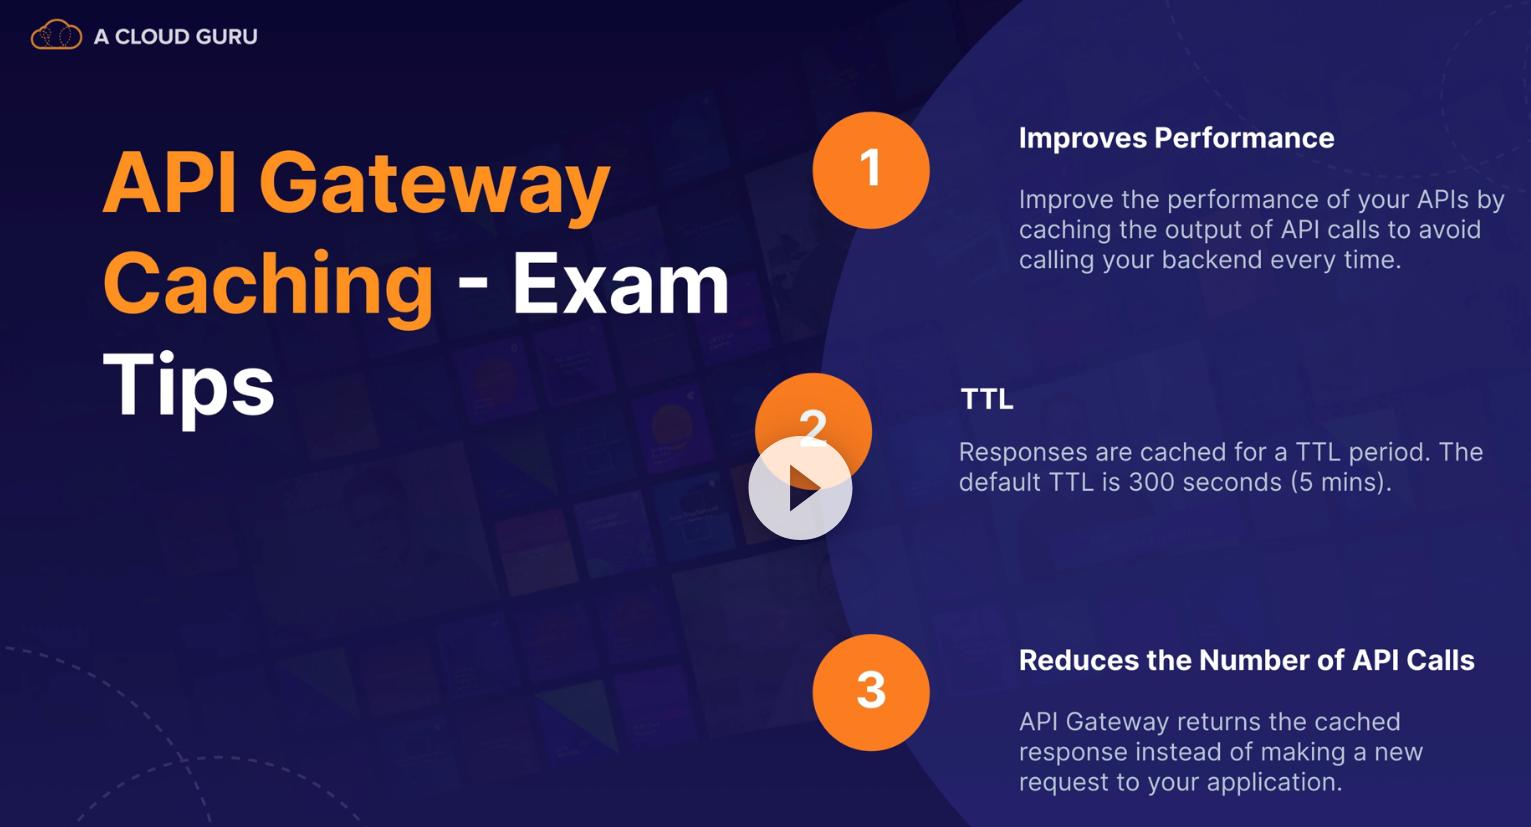 A CLOUD GURU
API Gateway
Caching - Exam
Tips
1
Improves Performance
Improve the performance of your APIs by
caching the output of API calls to avoid
calling your backend every time.
2
TTL
Responses are cached for a TTL period. The
default TTL is 300 seconds (5 mins).
3
Reduces the Number of API Calls
API Gateway returns the cached
response instead of making a new
request to your application.